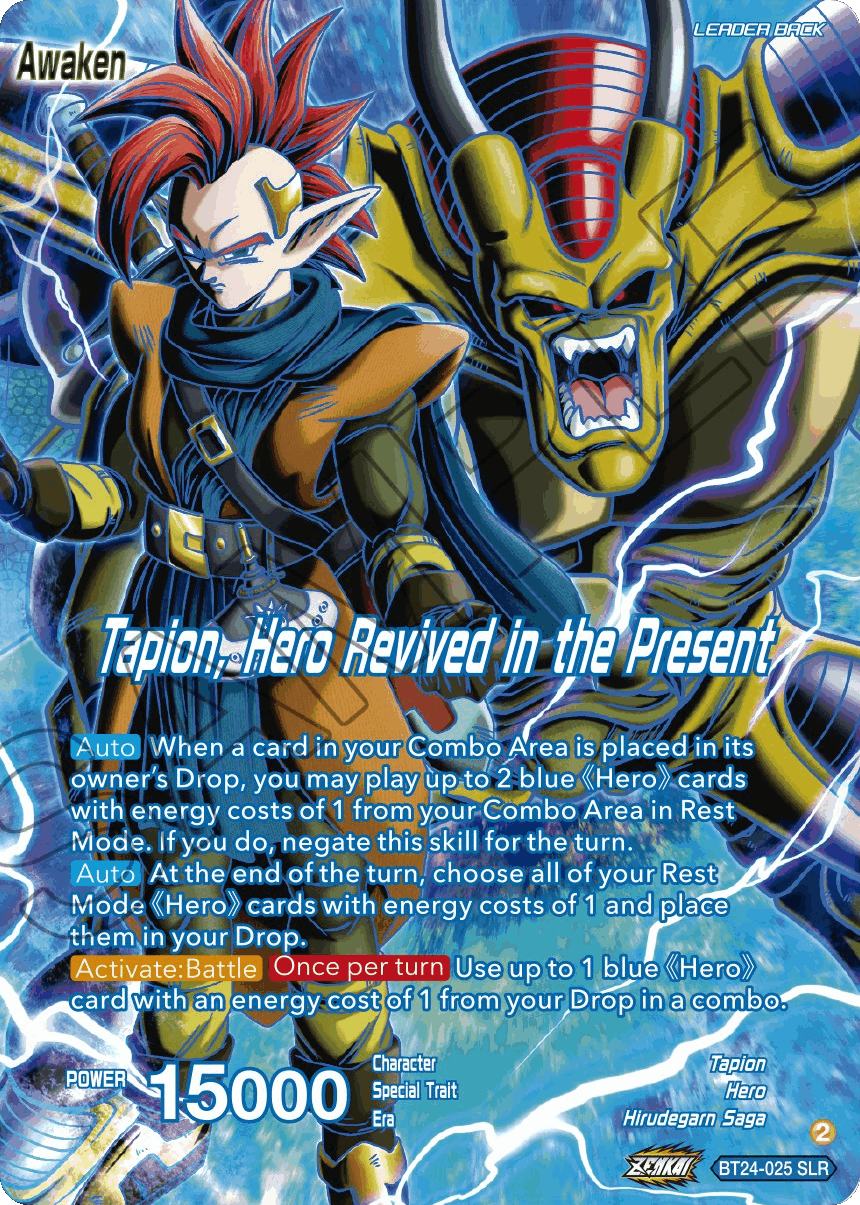 LEADER BACK
Awaken
Tapion, Hero Revived in the Present
Auto When a card in your Combo Area is placed in its
owner's Drop, you may play up to 2 blue《Hero》cards
with energy costs of 1 from your Combo Area in Rest
Mode. If you do, negate this skill for the turn.
Auto At the end of the turn, choose all of your Rest
Mode《Hero》cards with energy costs of 1 and place
them in your Drop.
Activate:Battle Once per turn Use up to 1 blue《Hero》
card with an energy cost of 1 from your Drop in a combo.
POWER 15000
Character Tapion
Special Trait Hero
Era Hirudegarn Saga
2
ZENKAI BT24-025 SLR
SAMPLE